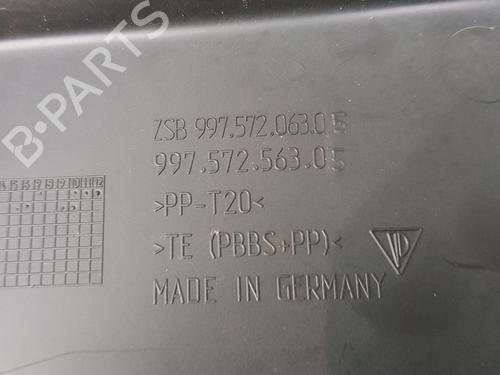 ZSB 997.572.063.05
997.572.563.05
>PP-T20<
>TE (PBBS+PP)<
MADE IN GERMANY
B-PARTS